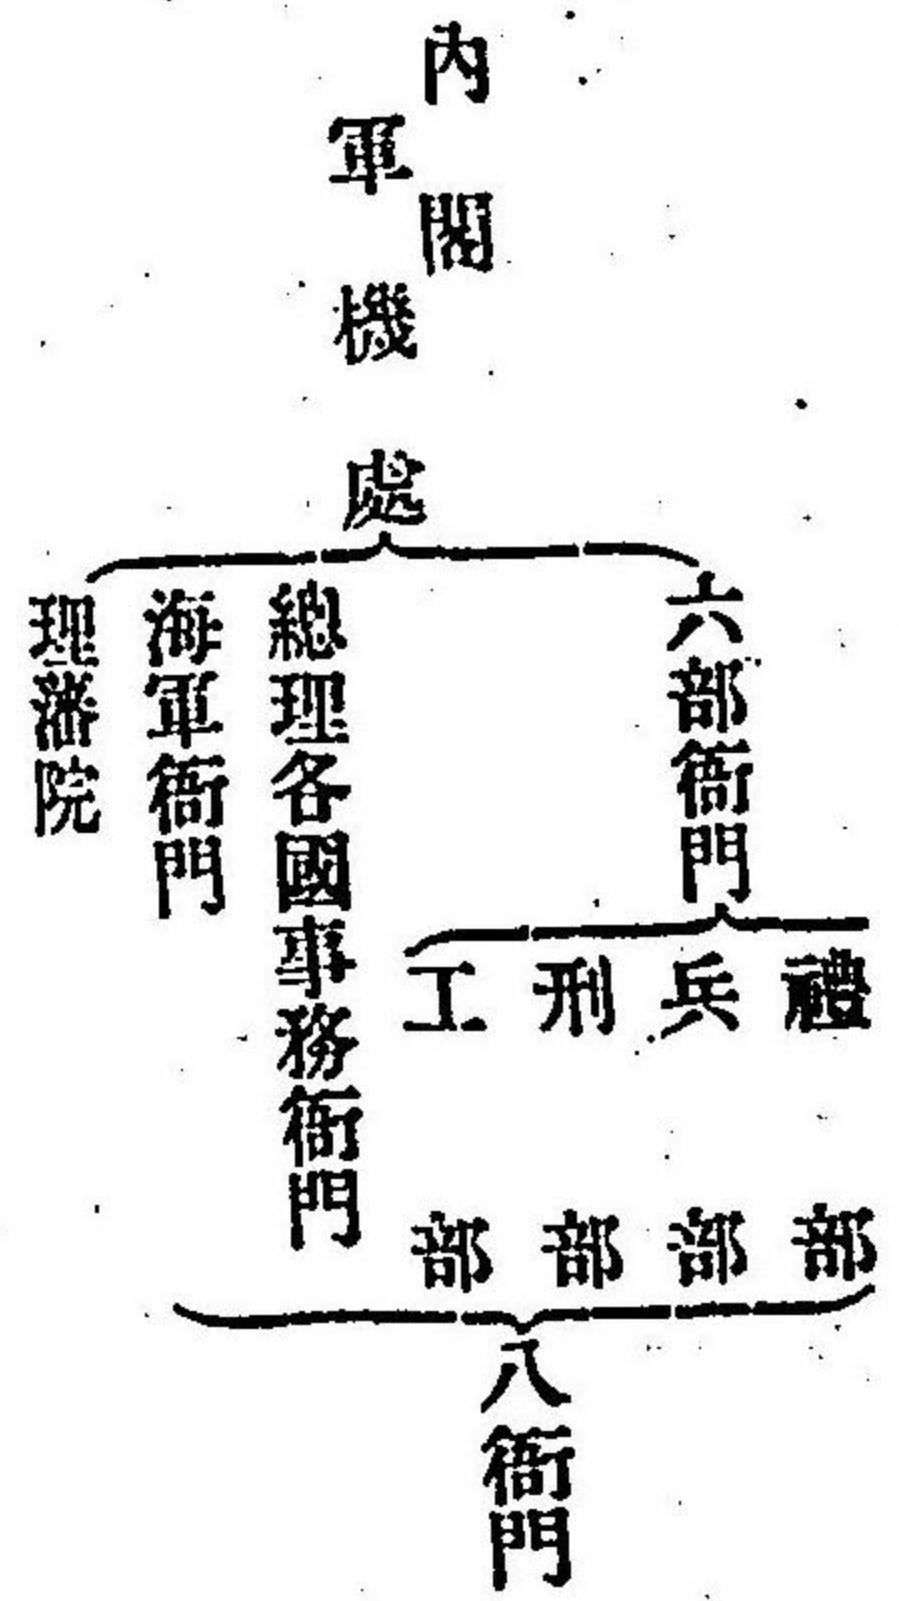 內閣
軍機處
六部衙門
禮部
兵部
刑部
工部
總理各國事務衙門
海軍衙門
理藩院
八衙門